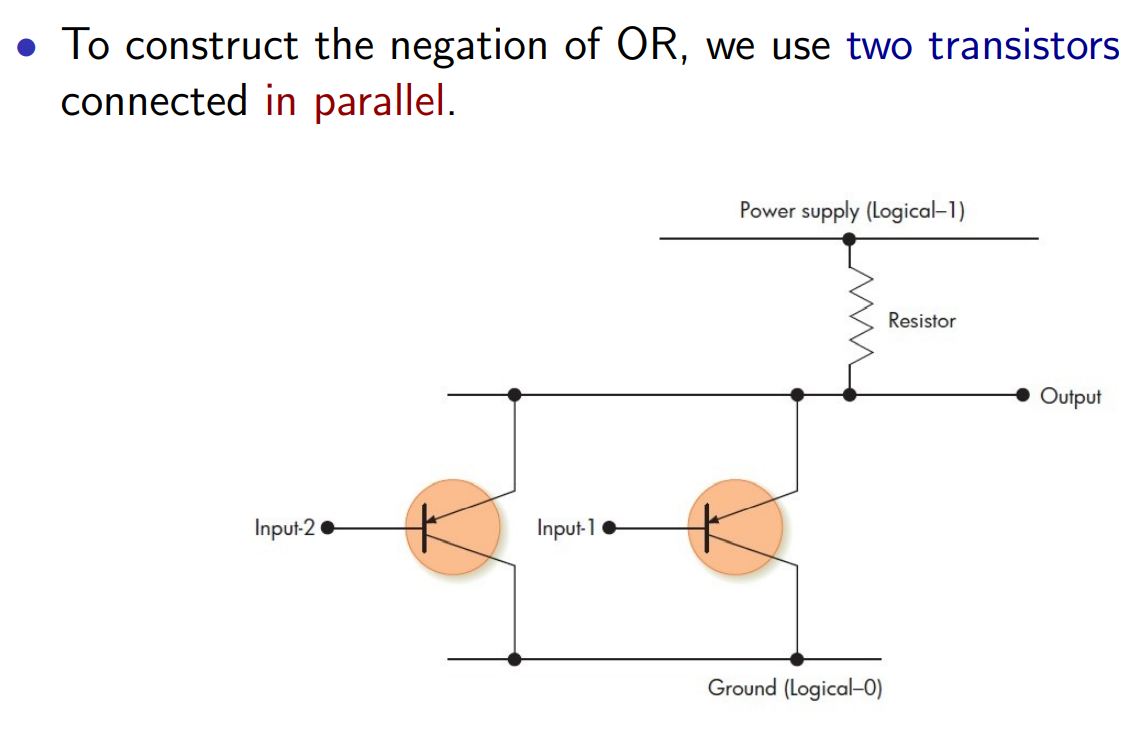 • To construct the negation of OR, we use two transistors
connected in parallel.
Power supply (Logical–1)
Resistor
Output
Input-2
Input-1
Ground (Logical–0)